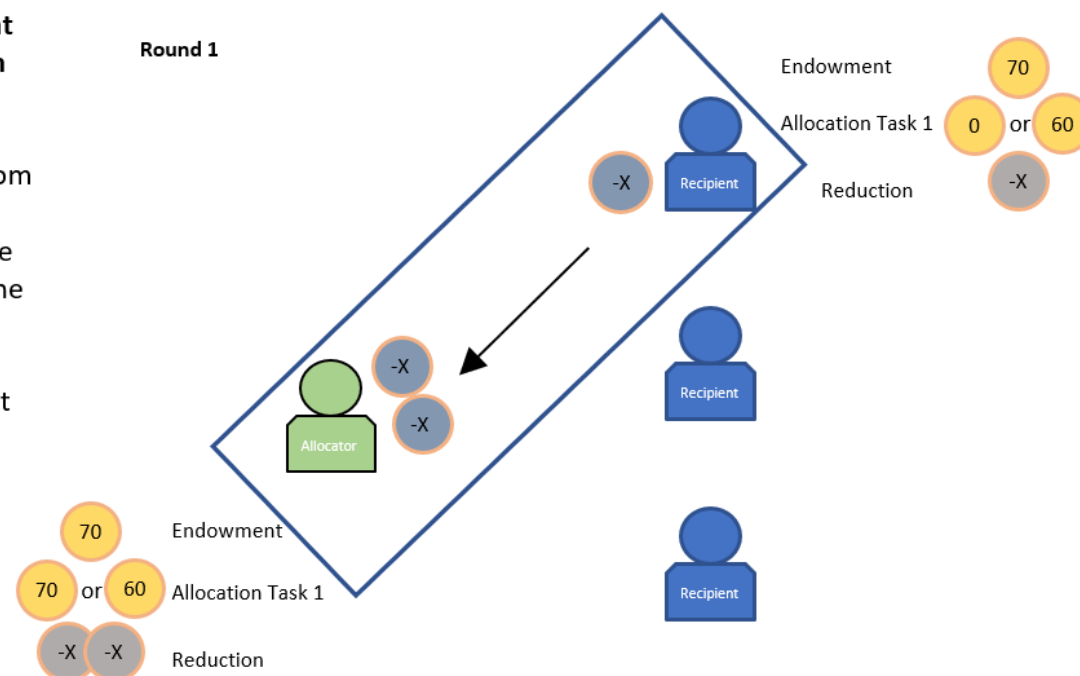 Round 1
Endowment
70
Allocation Task 1
0 or 60
-X
Recipient
Reduction
-X
-X
-X
Allocator
Recipient
70
Endowment
70 or 60
Allocation Task 1
-X -X
Reduction
Recipient